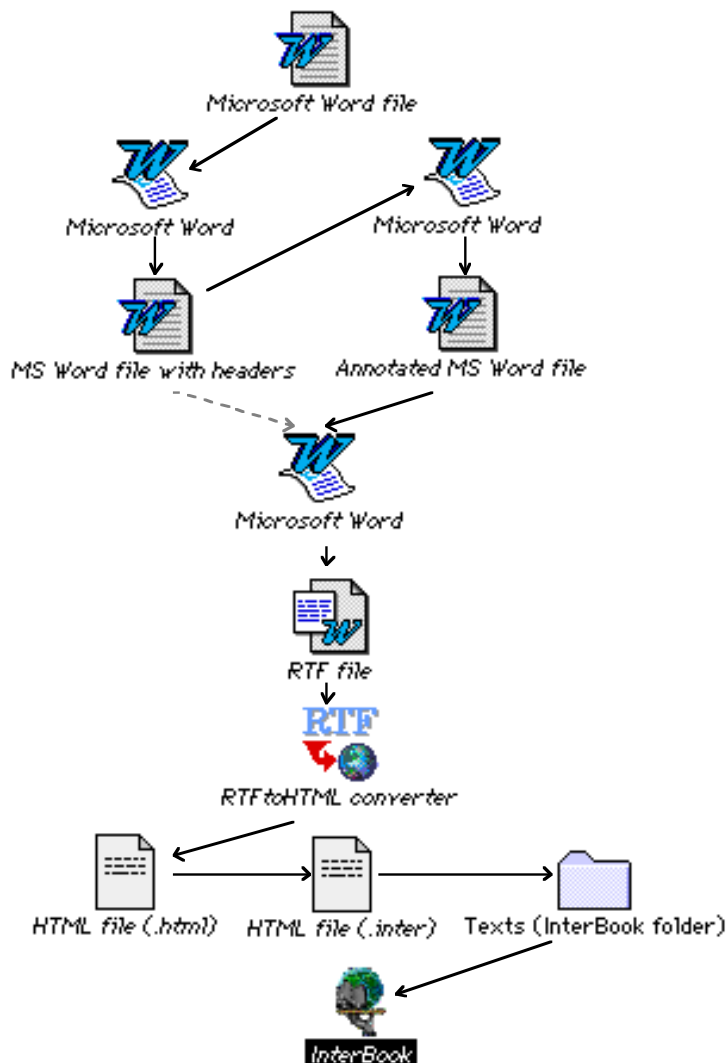 Microsoft Word file
Microsoft Word
Microsoft Word
MS Word file with headers
Annotated MS Word file
Microsoft Word
RTF file
RTF
RTFtoHTML converter
HTML file (.html)
HTML file (.inter)
Texts (InterBook folder)
InterBook